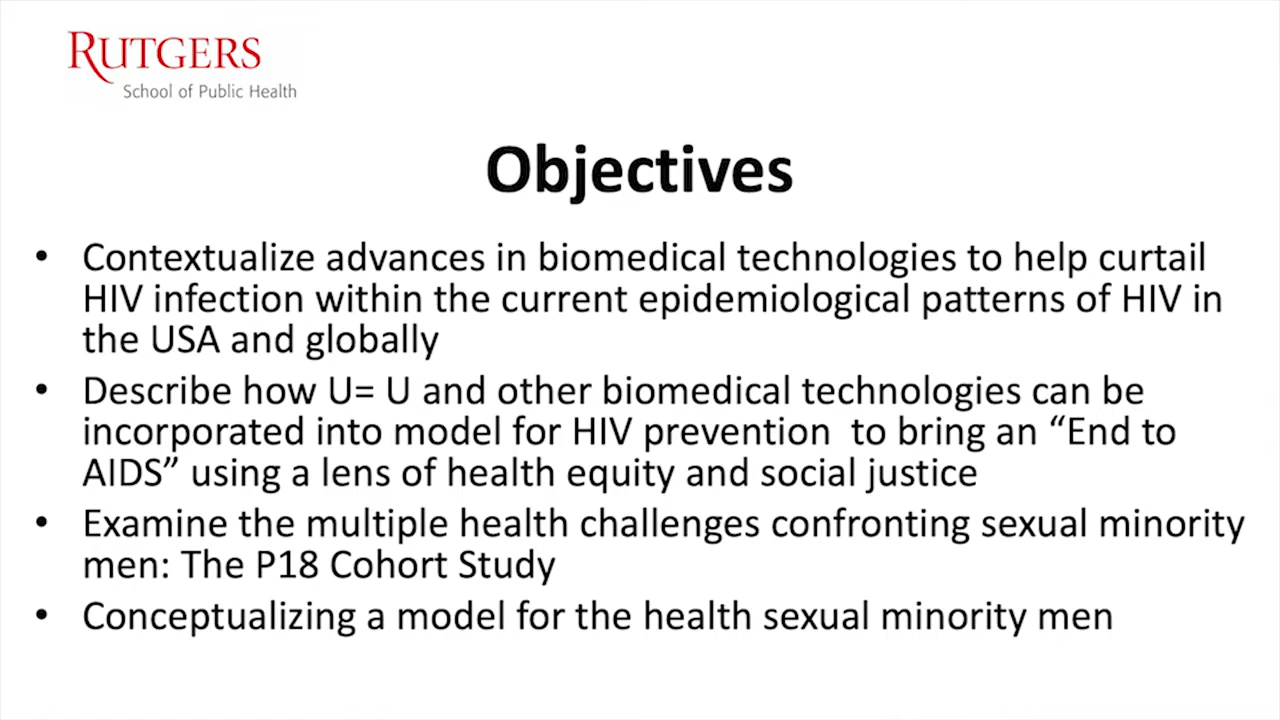 RUTGERS
School of Public Health
Objectives
• Contextualize advances in biomedical technologies to help curtail
HIV infection within the current epidemiological patterns of HIV in
the USA and globally
• Describe how U= U and other biomedical technologies can be
incorporated into model for HIV prevention  to bring an “End to
AIDS” using a lens of health equity and social justice
• Examine the multiple health challenges confronting sexual minority
men: The P18 Cohort Study
• Conceptualizing a model for the health sexual minority men